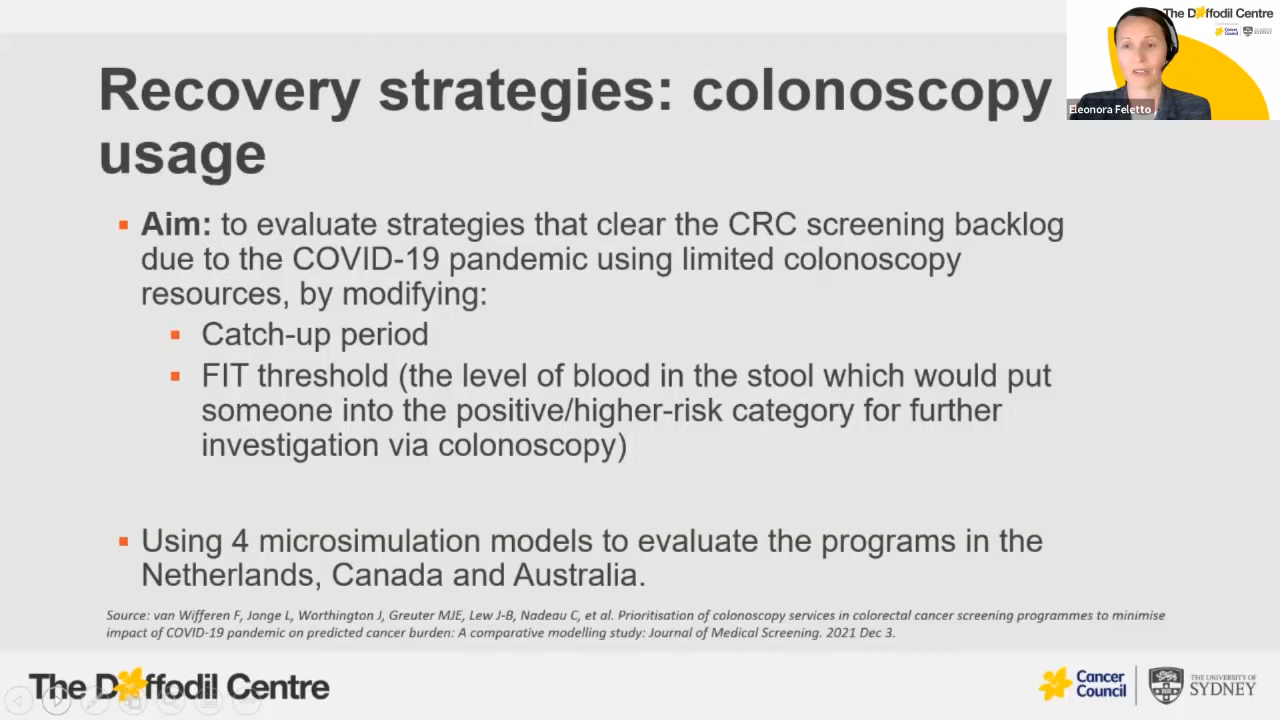 The Daffodil Centre
Cancer
Council
Eleonora Feletto
Recovery strategies: colonoscopy
usage
Aim: to evaluate strategies that clear the CRC screening backlog
due to the COVID-19 pandemic using limited colonoscopy
resources, by modifying:
Catch-up period
FIT threshold (the level of blood in the stool which would put
someone into the positive/higher-risk category for further
investigation via colonoscopy)
Using 4 microsimulation models to evaluate the programs in the
Netherlands, Canada and Australia.
Source: van Wifferen F, Jonge L, Worthington J, Greuter MJE, Lew J-B, Nadeau C, et al. Prioritisation of colonoscopy services in colorectal cancer screening programmes to minimise
impact of COVID-19 pandemic on predicted cancer burden: A comparative modelling study: Journal of Medical Screening. 2021 Dec 3.
The Daffodil Centre
Cancer
Council
THE UNIVERSITY OF
SYDNEY